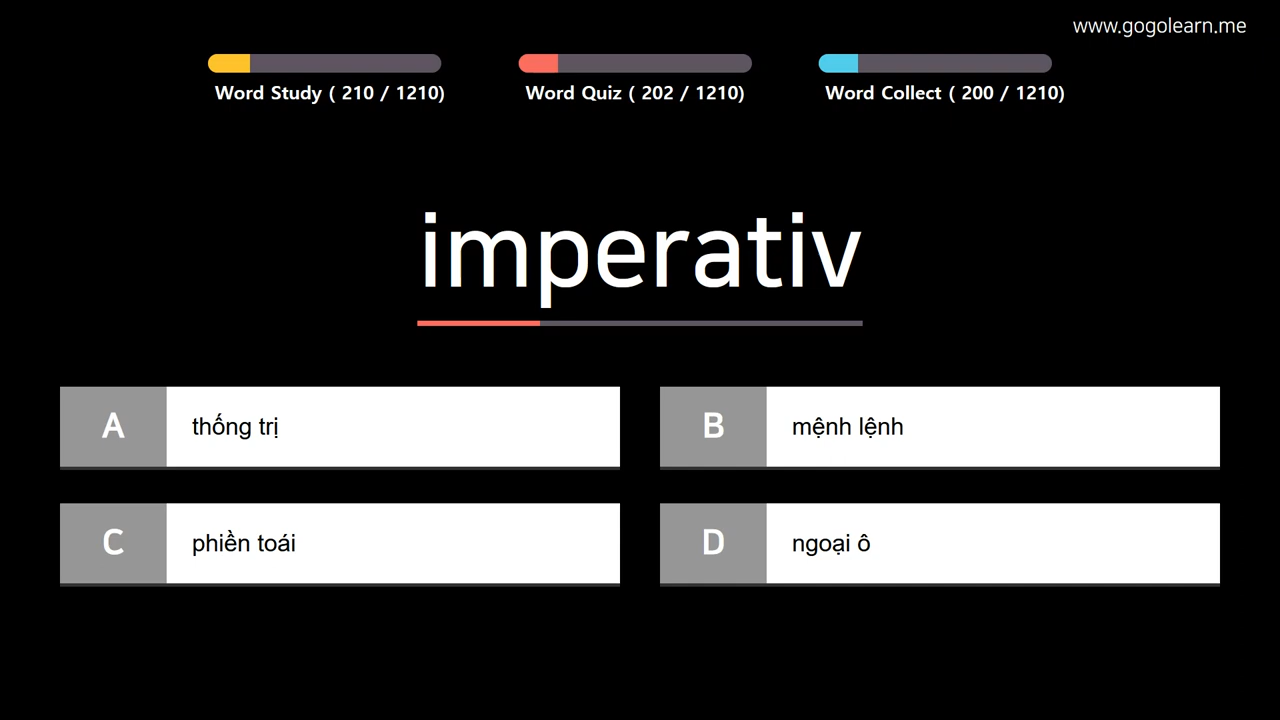 www.gogolearn.me
Word Study ( 210 / 1210)
Word Quiz ( 202 / 1210)
Word Collect ( 200 / 1210)
imperativ
A
thống trị
B
mệnh lệnh
C
phiền toái
D
ngoại ô